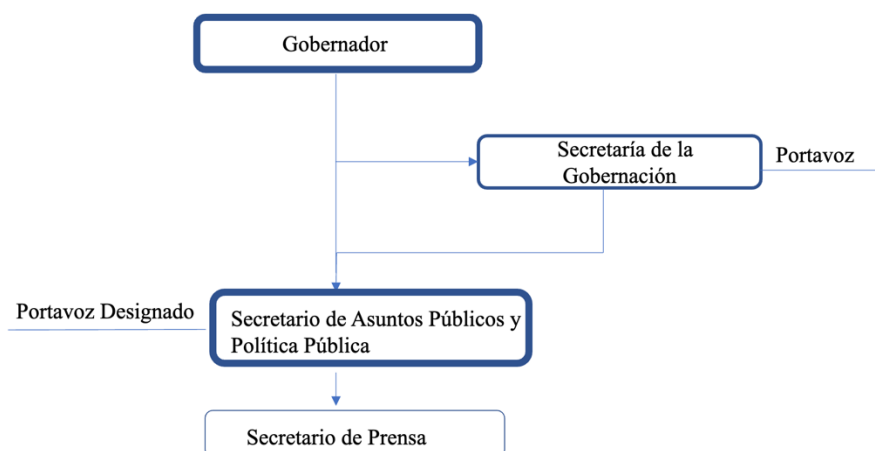 Gobernador
Secretaría de la
Gobernación
Portavoz
Portavoz Designado
Secretario de Asuntos Públicos y
Política Pública
Secretario de Prensa